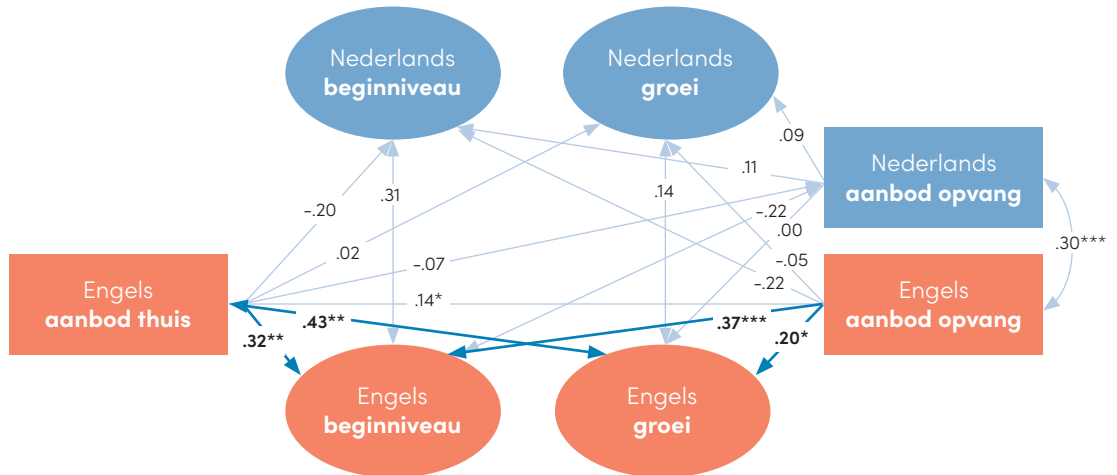 Nederlands
beginniveau
Nederlands
groei
.09
Nederlands
aanbod opvang
.11
.14
.31
-.20
-.22
.00
.02
-.07
-.05
.30***
-.22
Engels
aanbod thuis
.14*
Engels
aanbod opvang
.43**
.37***
.32**
.20*
Engels
beginniveau
Engels
groei